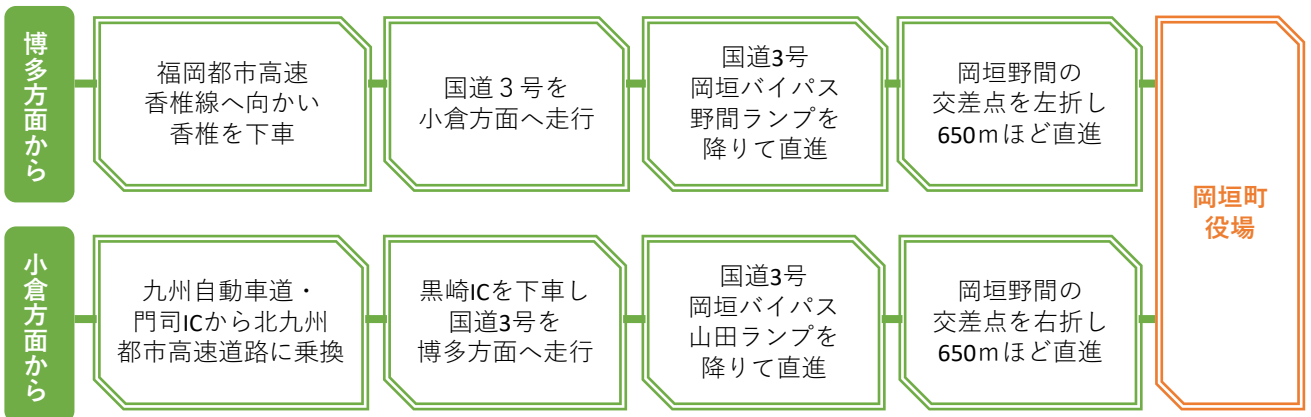 博多方面から
福岡都市高速
香椎線へ向かい
香椎を下車
国道３号を
小倉方面へ走行
国道3号
岡垣バイパス
野間ランプを
降りて直進
岡垣野間の
交差点を左折し
650ｍほど直進
小倉方面から
九州自動車道・
門司ICから北九州
都市高速道路に乗換
黒崎ICを下車し
国道3号を
博多方面へ走行
国道3号
岡垣バイパス
山田ランプを
降りて直進
岡垣野間の
交差点を右折し
650ｍほど直進
岡垣町
役場